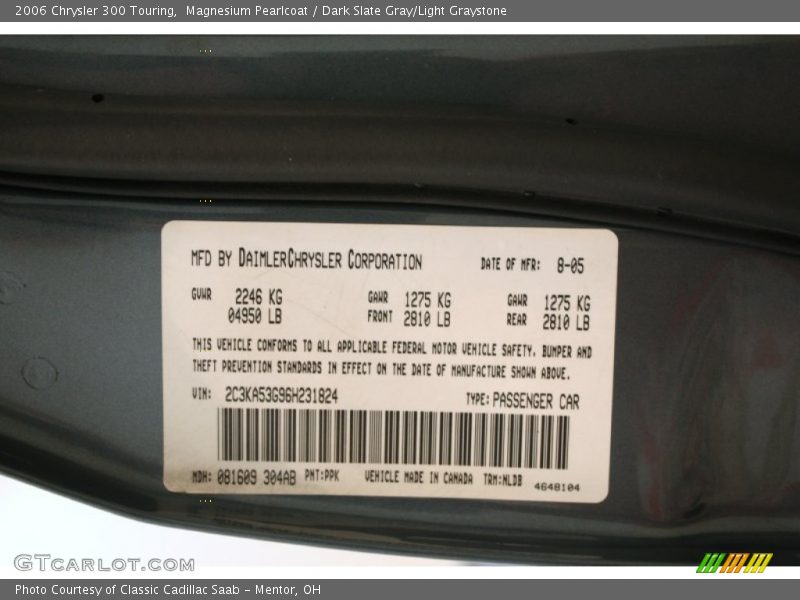 2006 Chrysler 300 Touring,  Magnesium Pearlcoat / Dark Slate Gray/Light Graystone
MFD BY DAIMLERCHRYSLER CORPORATION DATE OF MFR: 8-05
GVWR 2246 KG GAWR 1275 KG GAWR 1275 KG
04950 LB FRONT 2810 LB REAR 2810 LB
THIS VEHICLE CONFORMS TO ALL APPLICABLE FEDERAL MOTOR VEHICLE SAFETY, BUMPER AND
THEFT PREVENTION STANDARDS IN EFFECT ON THE DATE OF MANUFACTURE SHOWN ABOVE.
VIN: 2C3KA53G96H231824 TYPE: PASSENGER CAR
MDH: 081609 304AB PNT:PPK VEHICLE MADE IN CANADA TRM:NLDB
4648104
GTCARLOT.COM
Photo Courtesy of Classic Cadillac Saab - Mentor, OH